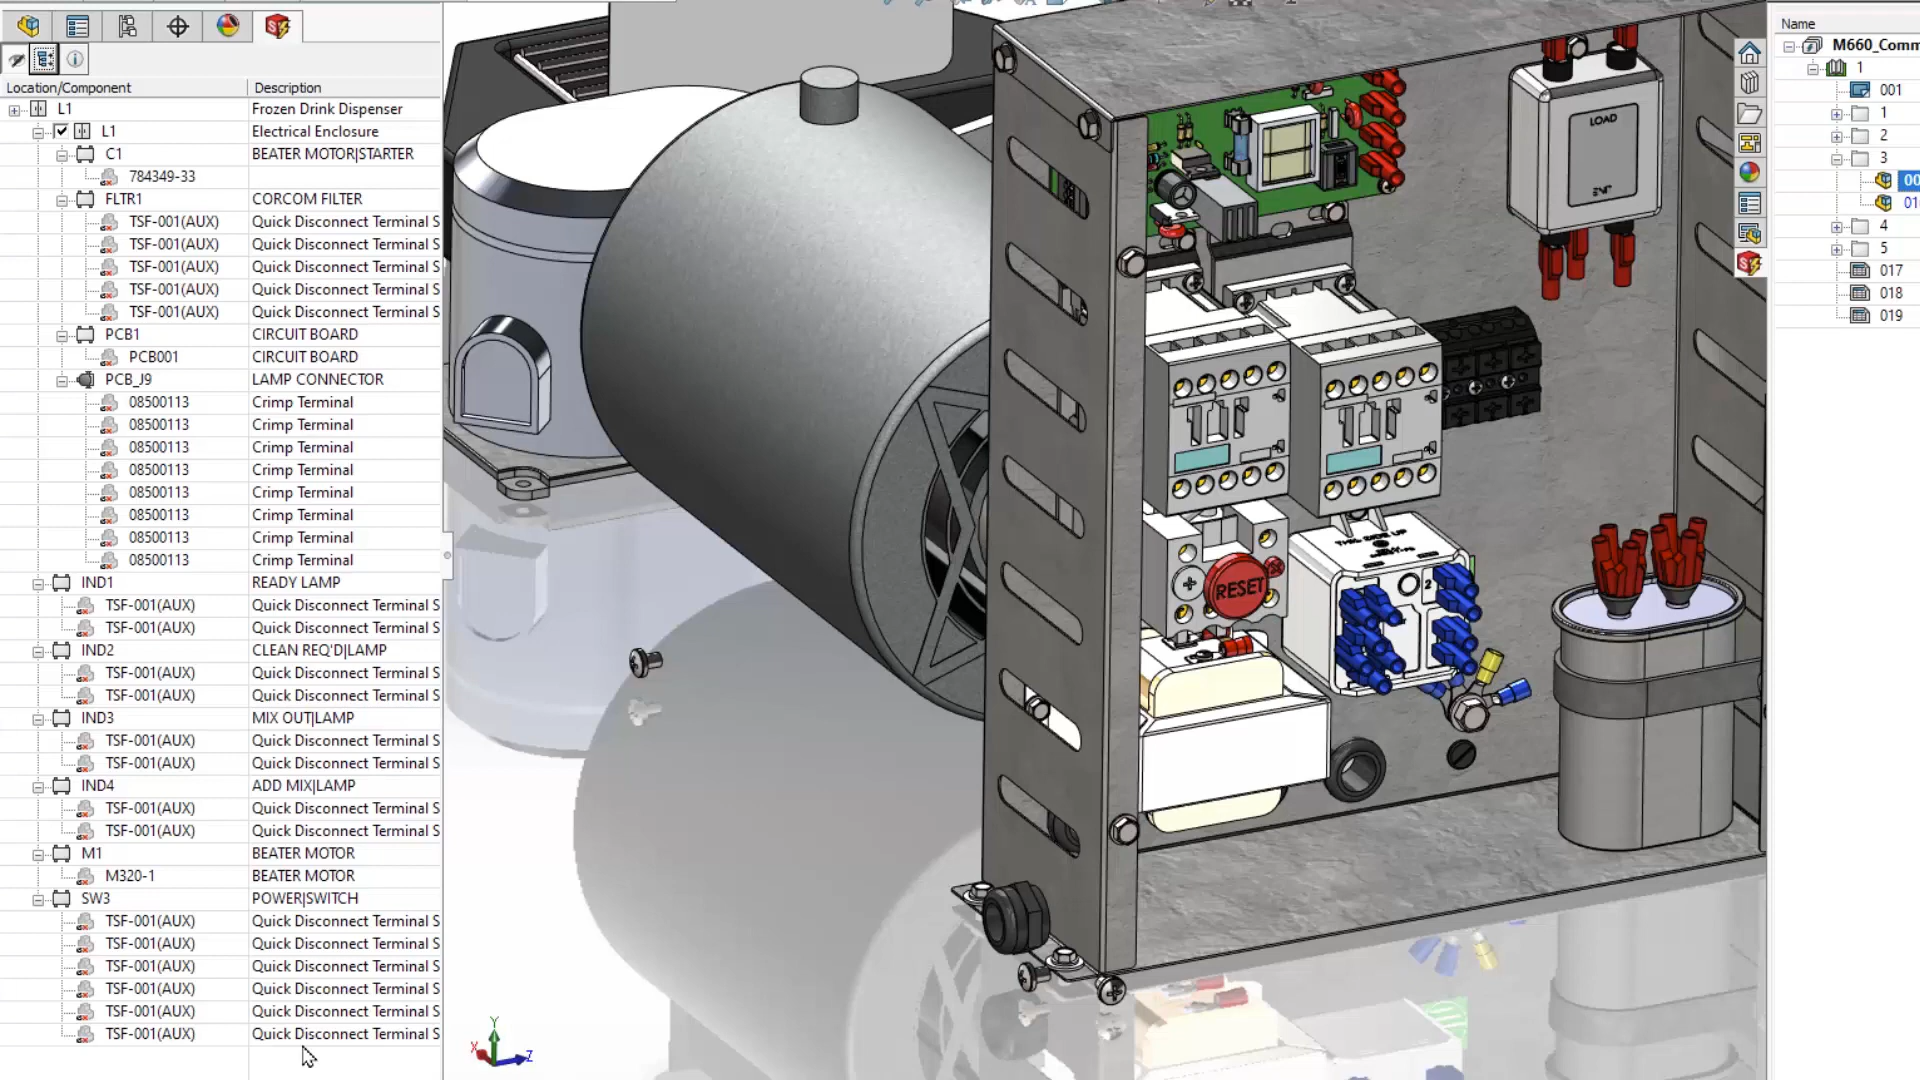 Location/Component Description
L1 Frozen Drink Dispenser
L1 Electrical Enclosure
C1 BEATER MOTOR|STARTER
784349-33
FLTR1 CORCOM FILTER
TSF-001(AUX) Quick Disconnect Terminal S
TSF-001(AUX) Quick Disconnect Terminal S
TSF-001(AUX) Quick Disconnect Terminal S
TSF-001(AUX) Quick Disconnect Terminal S
TSF-001(AUX) Quick Disconnect Terminal S
PCB1 CIRCUIT BOARD
PCB001 CIRCUIT BOARD
PCB_J9 LAMP CONNECTOR
08500113 Crimp Terminal
08500113 Crimp Terminal
08500113 Crimp Terminal
08500113 Crimp Terminal
08500113 Crimp Terminal
08500113 Crimp Terminal
08500113 Crimp Terminal
08500113 Crimp Terminal
IND1 READY LAMP
TSF-001(AUX) Quick Disconnect Terminal S
TSF-001(AUX) Quick Disconnect Terminal S
IND2 CLEAN REQ'D|LAMP
TSF-001(AUX) Quick Disconnect Terminal S
TSF-001(AUX) Quick Disconnect Terminal S
IND3 MIX OUT|LAMP
TSF-001(AUX) Quick Disconnect Terminal S
TSF-001(AUX) Quick Disconnect Terminal S
IND4 ADD MIX|LAMP
TSF-001(AUX) Quick Disconnect Terminal S
TSF-001(AUX) Quick Disconnect Terminal S
M1 BEATER MOTOR
M320-1 BEATER MOTOR
SW3 POWER|SWITCH
TSF-001(AUX) Quick Disconnect Terminal S
TSF-001(AUX) Quick Disconnect Terminal S
TSF-001(AUX) Quick Disconnect Terminal S
TSF-001(AUX) Quick Disconnect Terminal S
TSF-001(AUX) Quick Disconnect Terminal S
TSF-001(AUX) Quick Disconnect Terminal S
LOAD
THIS SIDE UP
2
RESET
Y
X
Z
Name
M660_Comm
1
001
1
2
3
00
01
4
5
017
018
019